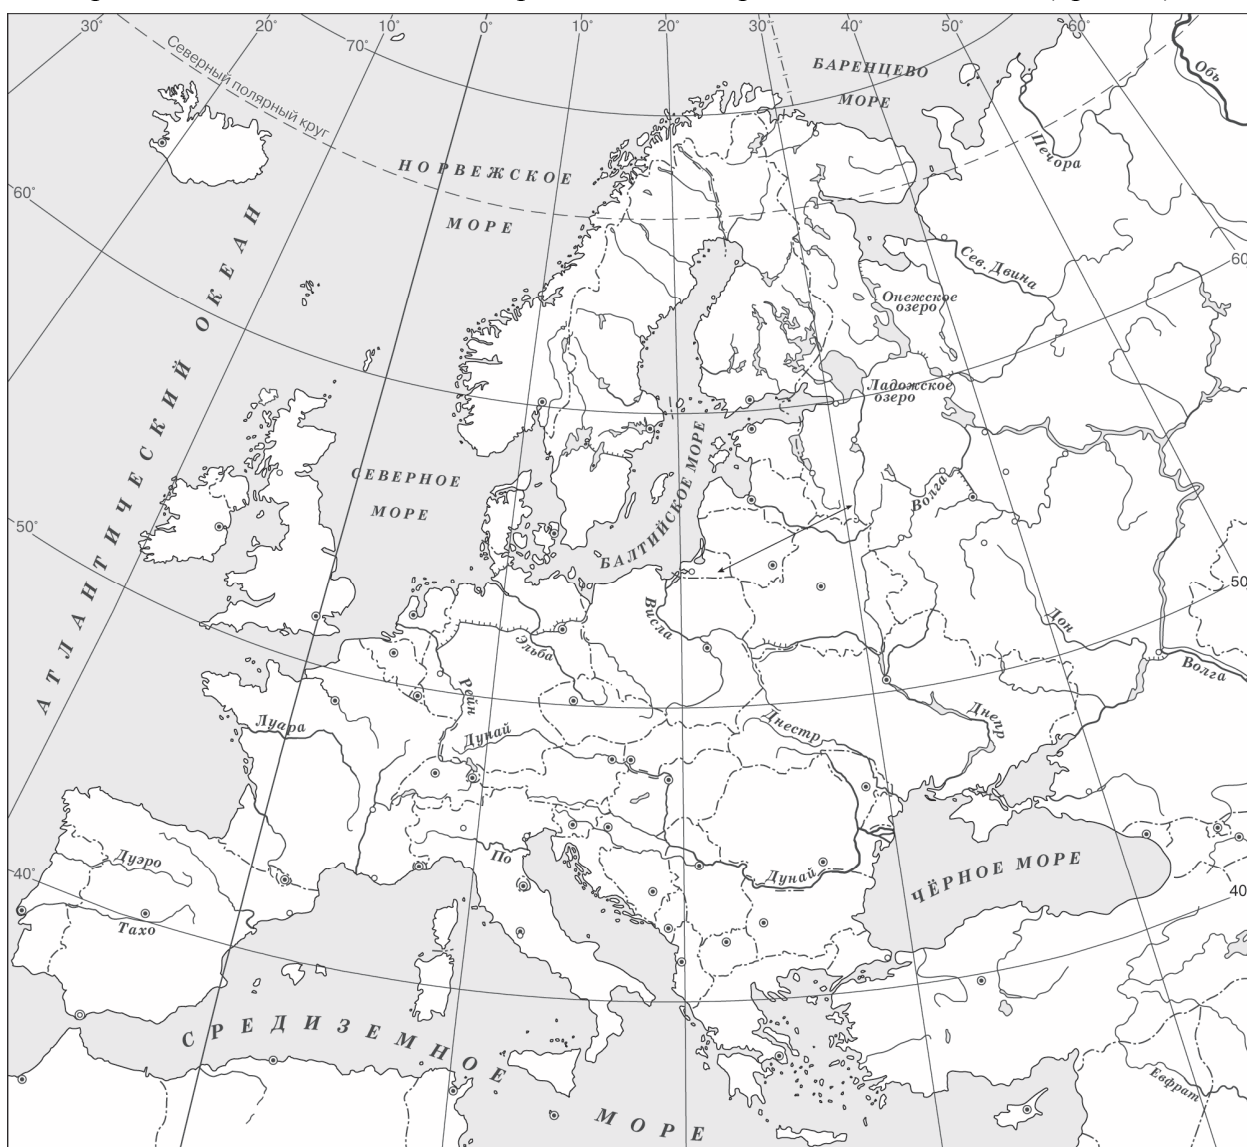 30°
20°
10°
0°
10°
20°
30°
40°
50°
60°
70°
Северный полярный круг
БАРЕНЦЕВО
МОРЕ
Обь
Печора
НОРВЕЖСКОЕ
МОРЕ
60°
Сев. Двина
60
Онежское
озеро
Ладожское
озеро
АТЛАНТИЧЕСКИЙ ОКЕАН
СЕВЕРНОЕ
МОРЕ
БАЛТИЙСКОЕ МОРЕ
Волга
50°
50
Висла
Эльба
Дон
Волга
Рейн
Луара
Дунай
Днестр
Днепр
По
Дунай
ЧЁРНОЕ МОРЕ
Дуэро
40°
40
Тахо
СРЕДИЗЕМНОЕ
МОРЕ
Евфрат